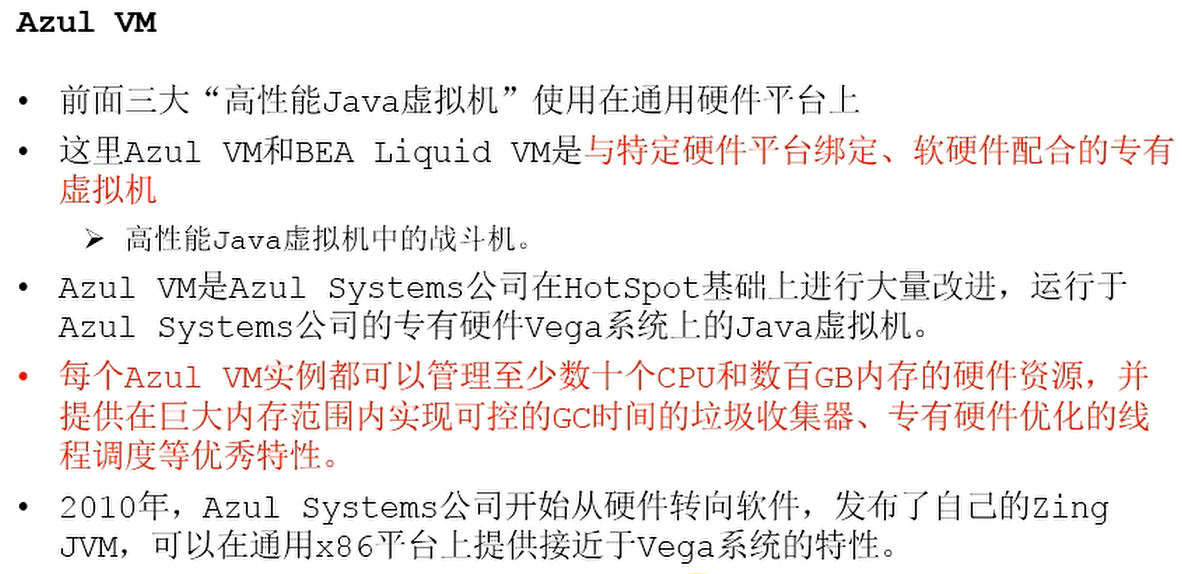 Azul VM
• 前面三大“高性能Java虚拟机”使用在通用硬件平台上
• 这里Azul VM和BEA Liquid VM是与特定硬件平台绑定、软硬件配合的专有
虚拟机
➢ 高性能Java虚拟机中的战斗机。
• Azul VM是Azul Systems公司在HotSpot基础上进行大量改进，运行于
Azul Systems公司的专有硬件Vega系统上的Java虚拟机。
• 每个Azul VM实例都可以管理至少数十个CPU和数百GB内存的硬件资源，并
提供在巨大内存范围内实现可控的GC时间的垃圾收集器、专有硬件优化的线
程调度等优秀特性。
• 2010年，Azul Systems公司开始从硬件转向软件，发布了自己的Zing
JVM，可以在通用x86平台上提供接近于Vega系统的特性。